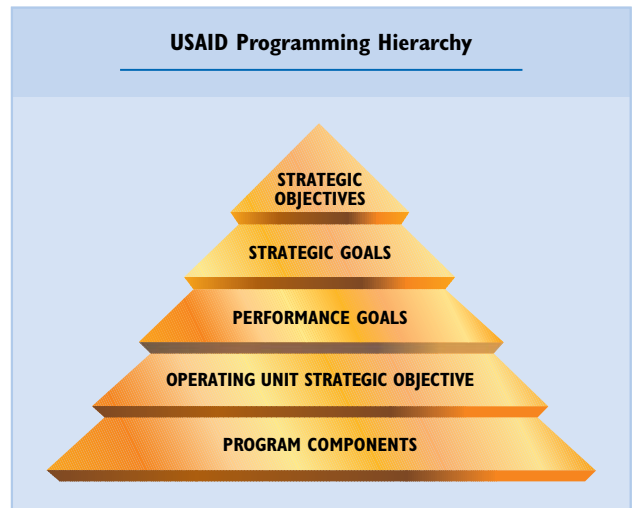 USAID Programming Hierarchy
STRATEGIC
OBJECTIVES
STRATEGIC GOALS
PERFORMANCE GOALS
OPERATING UNIT STRATEGIC OBJECTIVE
PROGRAM COMPONENTS